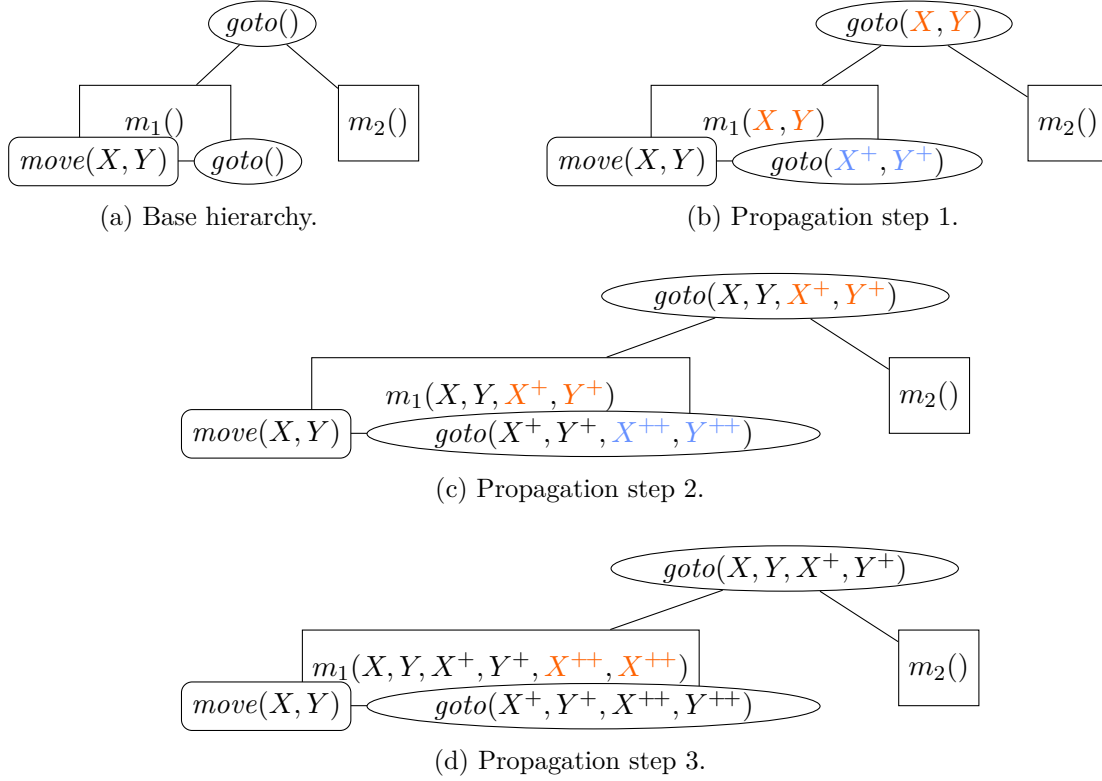 goto()
m₁()
m₂()
move(X, Y)
goto()
(a) Base hierarchy.
goto(X, Y)
m₁(X, Y)
m₂()
move(X, Y)
goto(X⁺, Y⁺)
(b) Propagation step 1.
goto(X, Y, X⁺, Y⁺)
m₁(X, Y, X⁺, Y⁺)
m₂()
move(X, Y)
goto(X⁺, Y⁺, X⁺⁺, Y⁺⁺)
(c) Propagation step 2.
goto(X, Y, X⁺, Y⁺)
m₁(X, Y, X⁺, Y⁺, X⁺⁺, X⁺⁺)
m₂()
move(X, Y)
goto(X⁺, Y⁺, X⁺⁺, Y⁺⁺)
(d) Propagation step 3.